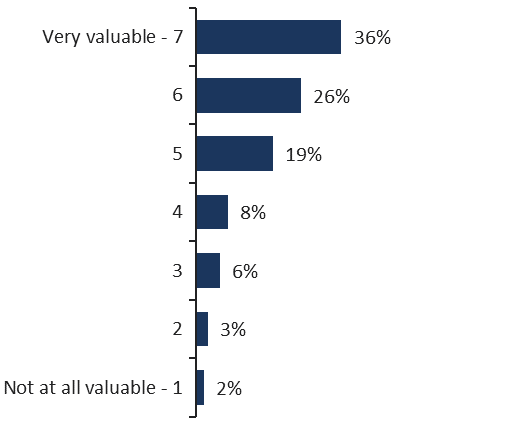 Very valuable - 7 36%
6 26%
5 19%
4 8%
3 6%
2 3%
Not at all valuable - 1 2%